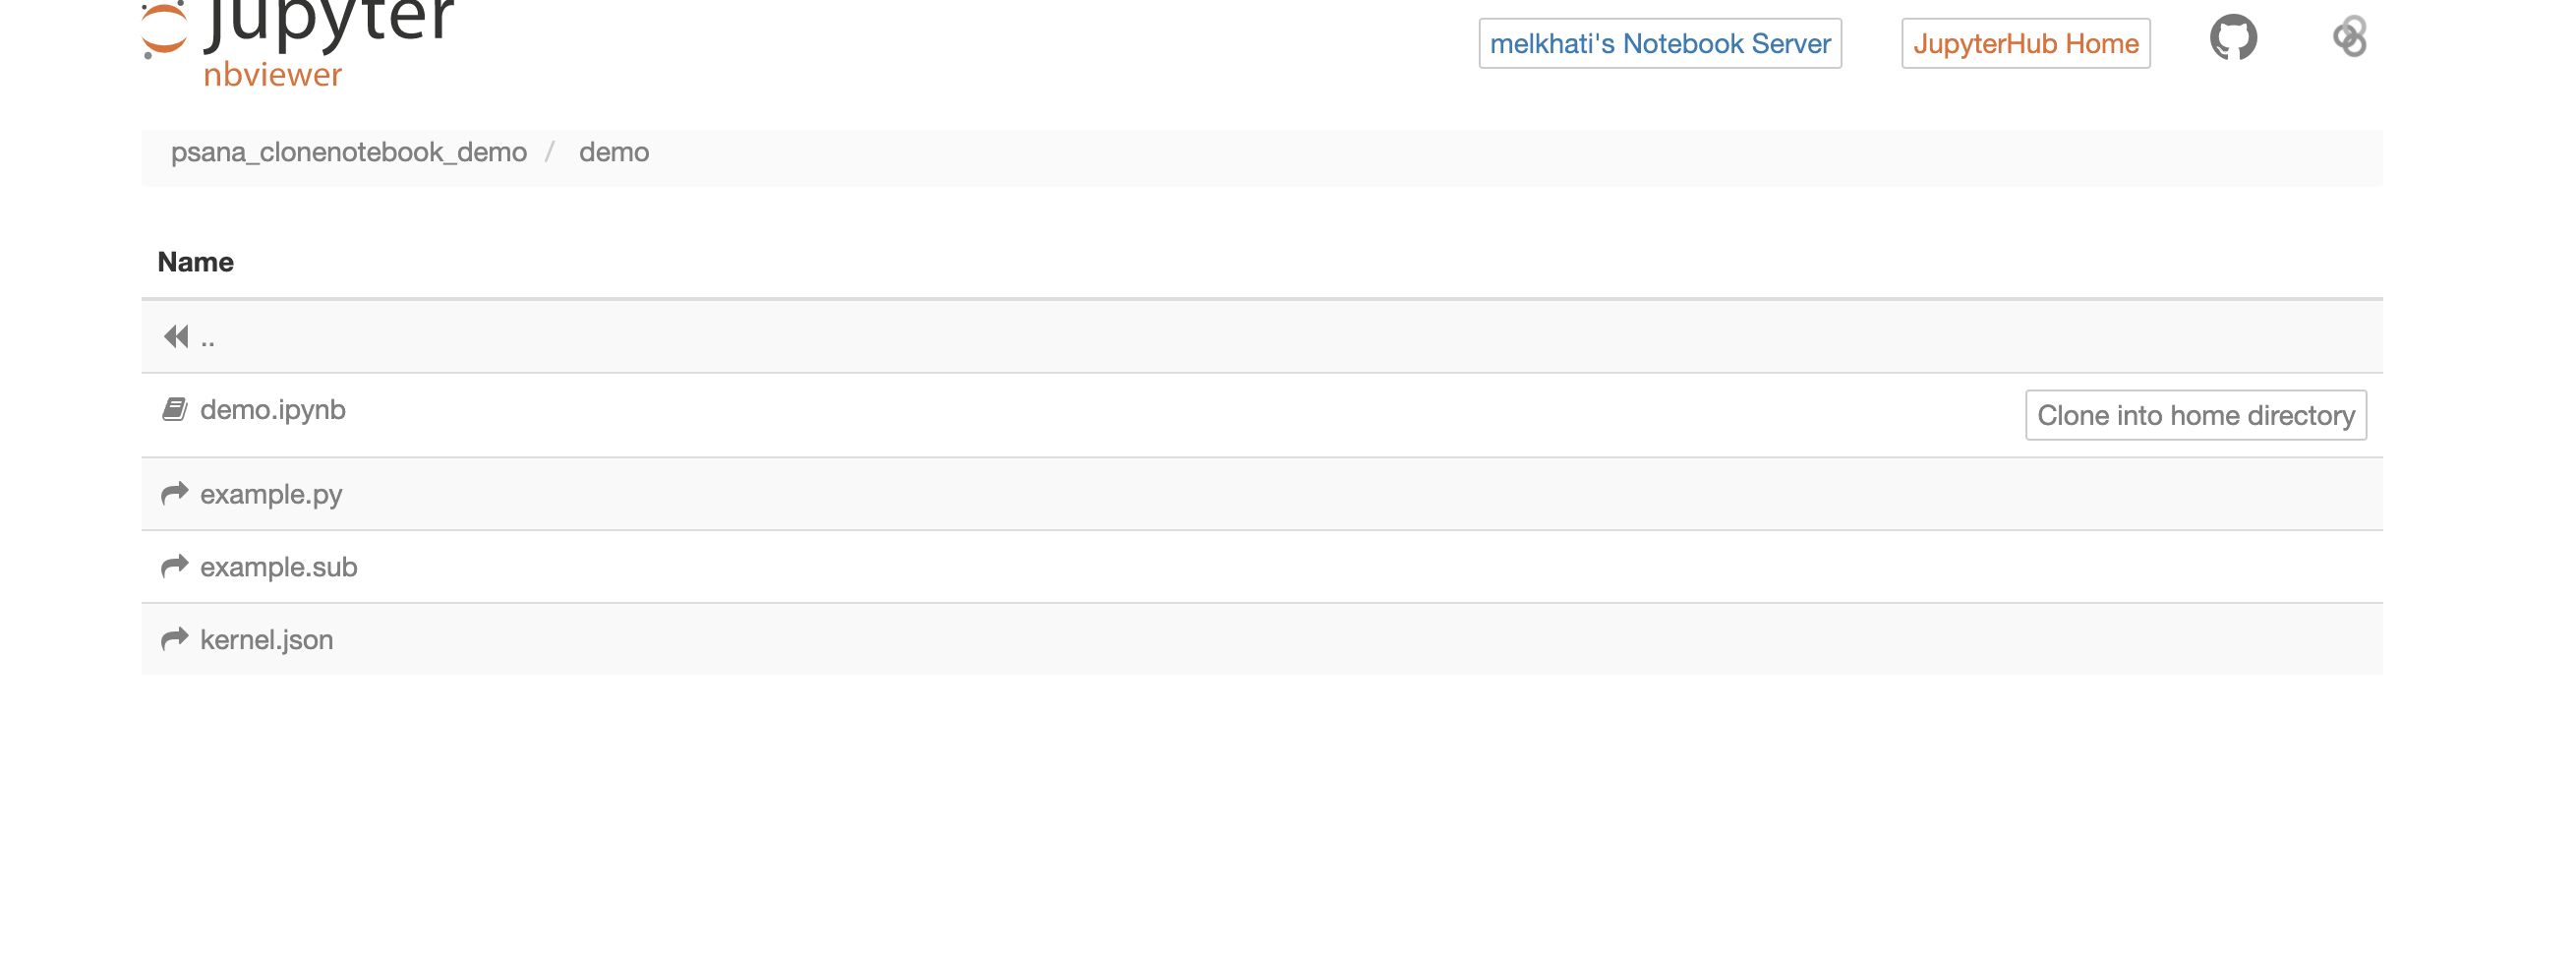 jupyter
nbviewer
melkhati's Notebook Server
JupyterHub Home
psana_clonenotebook_demo / demo
Name
..
demo.ipynb
Clone into home directory
example.py
example.sub
kernel.json